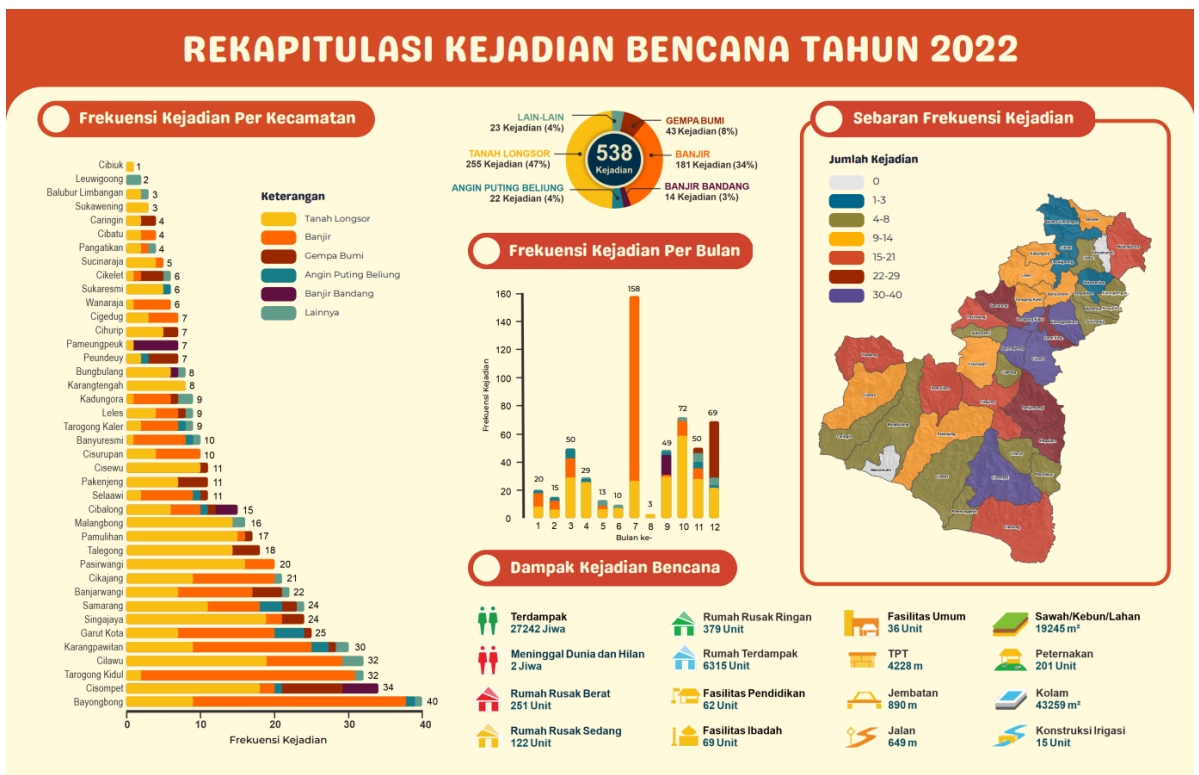 REKAPITULASI KEJADIAN BENCANA TAHUN 2022
Frekuensi Kejadian Per Kecamatan
Cibiuk 1
Leuwigoong 2
Balubur Limbangan 3
Sukawening 3
Caringin 4
Cibatu 4
Pangatikan 4
Sucinaraja 5
Cikelet 6
Sukaresmi 6
Wanaraja 6
Cigedug 7
Cihurip 7
Pameungpeuk 7
Peundeuy 7
Bungbulang 8
Karangtengah 8
Kadungora 9
Leles 9
Tarogong Kaler 9
Banyuresmi 10
Cisurupan 10
Cisewu 11
Pakenjeng 11
Selaawi 11
Cibalong 15
Malangbong 16
Pamulihan 17
Talegong 18
Pasirwangi 20
Cikajang 21
Banjarwangi 22
Samarang 24
Singajaya 24
Garut Kota 25
Karangpawitan 30
Cilawu 32
Tarogong Kidul 32
Cisompet 34
Bayongbong 40
0 10 20 30 40
Frekuensi Kejadian
Keterangan
Tanah Longsor
Banjir
Gempa Bumi
Angin Puting Beliung
Banjir Bandang
Lainnya
LAIN-LAIN
23 Kejadian (4%)
TANAH LONGSOR
255 Kejadian (47%)
ANGIN PUTING BELIUNG
22 Kejadian (4%)
538
Kejadian
GEMPA BUMI
43 Kejadian (8%)
BANJIR
181 Kejadian (34%)
BANJIR BANDANG
14 Kejadian (3%)
Frekuensi Kejadian Per Bulan
Frekuensi Kejadian
160
140
120
100
80
60
40
20
0
20 15 50 29 13 10 158 3 49 72 50 69
1 2 3 4 5 6 7 8 9 10 11 12
Bulan ke-
Dampak Kejadian Bencana
Terdampak
27242 Jiwa
Meninggal Dunia dan Hilan
2 Jiwa
Rumah Rusak Berat
251 Unit
Rumah Rusak Sedang
122 Unit
Rumah Rusak Ringan
379 Unit
Rumah Terdampak
6315 Unit
Fasilitas Pendidikan
62 Unit
Fasilitas Ibadah
69 Unit
Fasilitas Umum
36 Unit
TPT
4228 m
Jembatan
890 m
Jalan
649 m
Sawah/Kebun/Lahan
19245 m²
Peternakan
201 Unit
Kolam
43259 m²
Konstruksi Irigasi
15 Unit
Sebaran Frekuensi Kejadian
Jumlah Kejadian
0
1-3
4-8
9-14
15-21
22-29
30-40